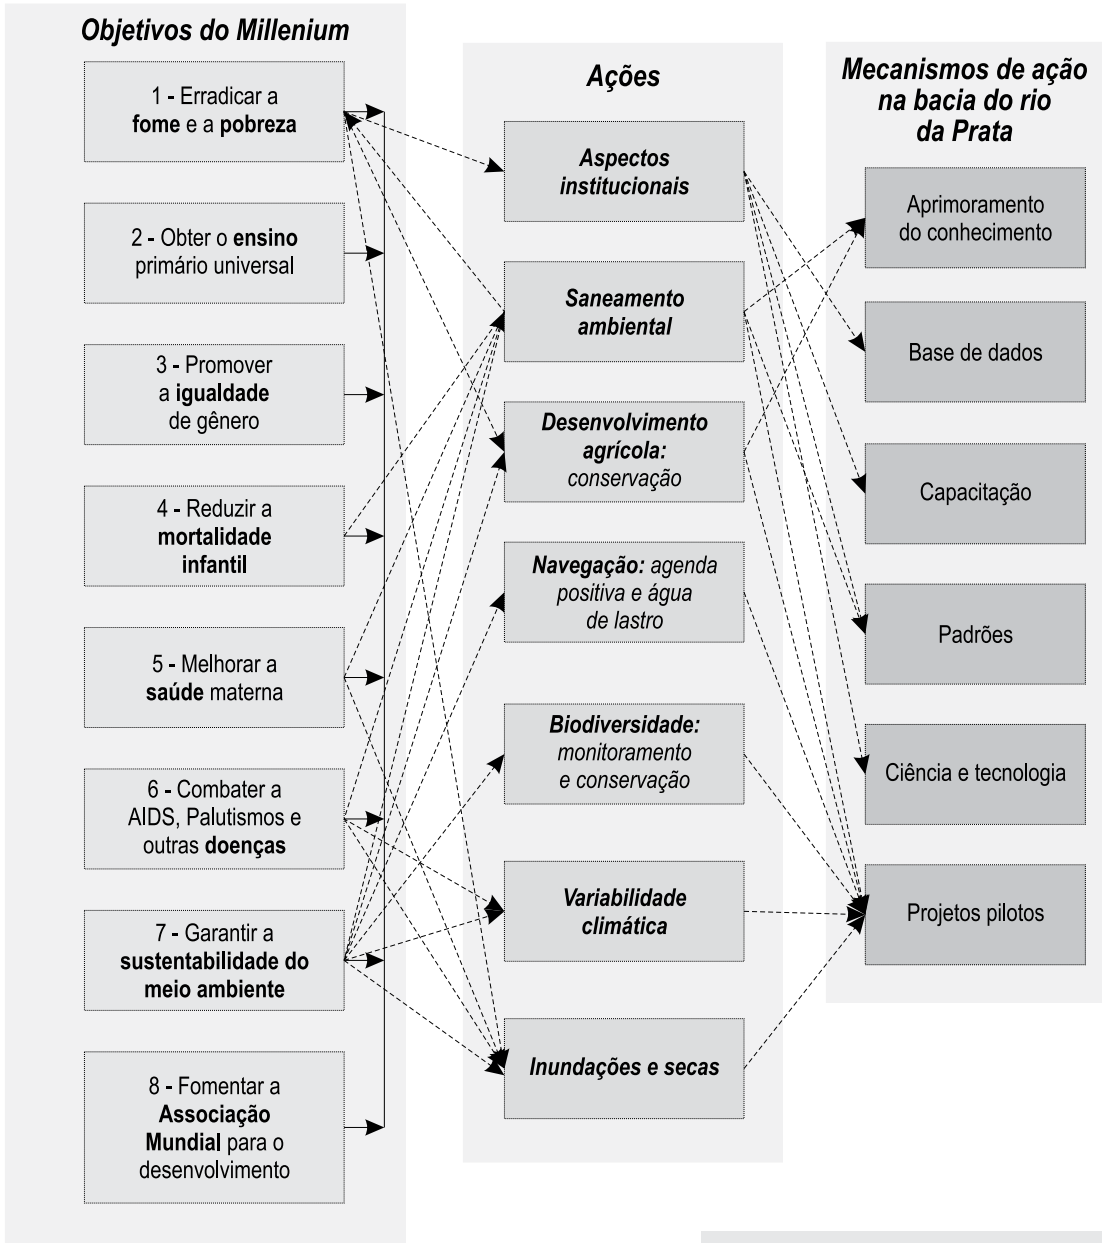 Objetivos do Millenium
1 - Erradicar a
fome e a pobreza
2 - Obter o ensino
primário universal
3 - Promover
a igualdade
de gênero
4 - Reduzir a
mortalidade
infantil
5 - Melhorar a
saúde materna
6 - Combater a
AIDS, Palutismos e
outras doenças
7 - Garantir a
sustentabilidade do
meio ambiente
8 - Fomentar a
Associação
Mundial para o
desenvolvimento
Ações
Aspectos
institucionais
Saneamento
ambiental
Desenvolvimento
agrícola:
conservação
Navegação: agenda
positiva e água
de lastro
Biodiversidade:
monitoramento
e conservação
Variabilidade
climática
Inundações e secas
Mecanismos de ação
na bacia do rio
da Prata
Aprimoramento
do conhecimento
Base de dados
Capacitação
Padrões
Ciência e tecnologia
Projetos pilotos